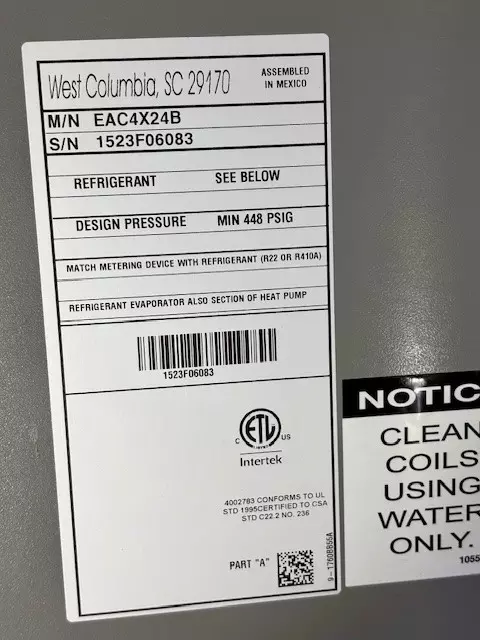 West Columbia, SC 29170
ASSEMBLED
IN MEXICO
M/N EAC4X24B
S/N 1523F06083
REFRIGERANT SEE BELOW
DESIGN PRESSURE MIN 448 PSIG
MATCH METERING DEVICE WITH REFRIGERANT (R22 OR R410A)
REFRIGERANT EVAPORATOR ALSO SECTION OF HEAT PUMP
1523F06083
C ETL US
Intertek
4002783 CONFORMS TO UL
STD 1995CERTIFIED TO CSA
STD C22.2 NO. 236
PART "A"
NOTIC
CLEAN
COILS
USING
WATER
ONLY.
1055